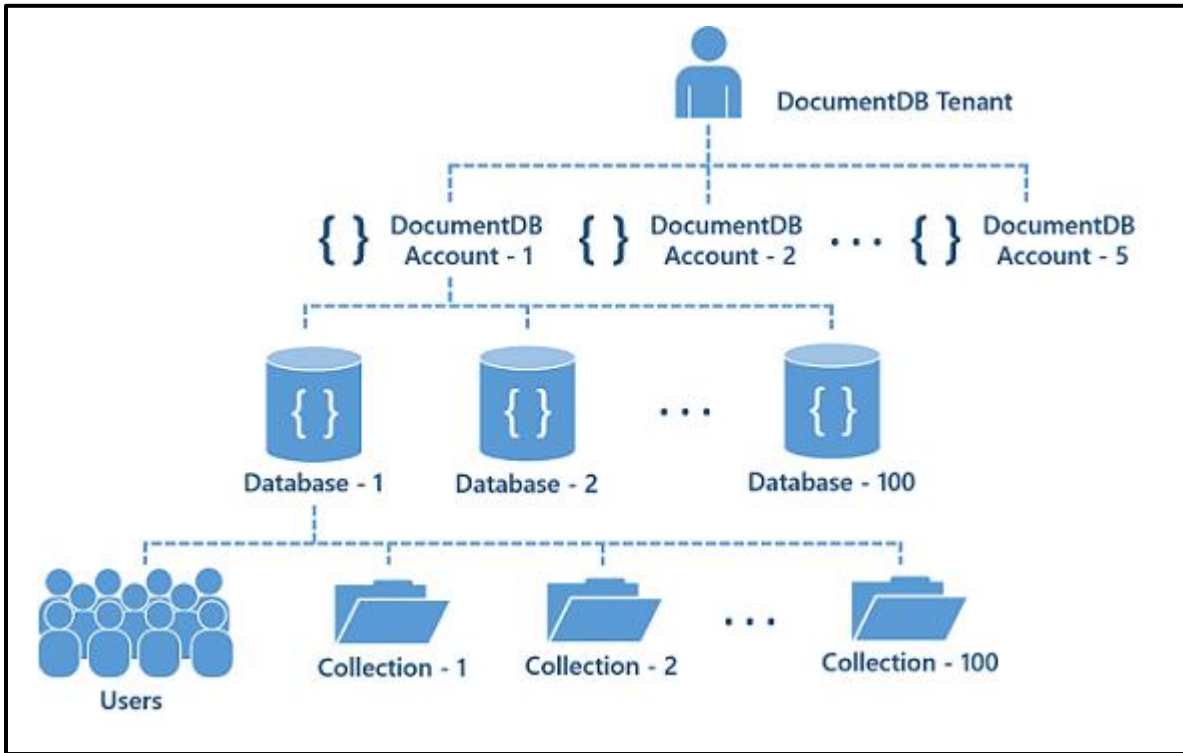 DocumentDB Tenant
{ } DocumentDB Account - 1
{ } DocumentDB Account - 2
...
{ } DocumentDB Account - 5
{ }
{ }
...
{ }
Database - 1
Database - 2
Database - 100
...
Users
Collection - 1
Collection - 2
Collection - 100